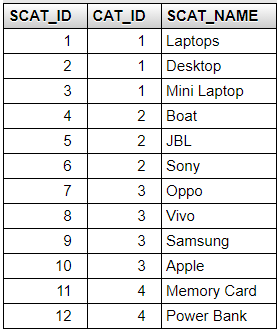 SCAT_ID CAT_ID SCAT_NAME
1 1 Laptops
2 1 Desktop
3 1 Mini Laptop
4 2 Boat
5 2 JBL
6 2 Sony
7 3 Oppo
8 3 Vivo
9 3 Samsung
10 3 Apple
11 4 Memory Card
12 4 Power Bank